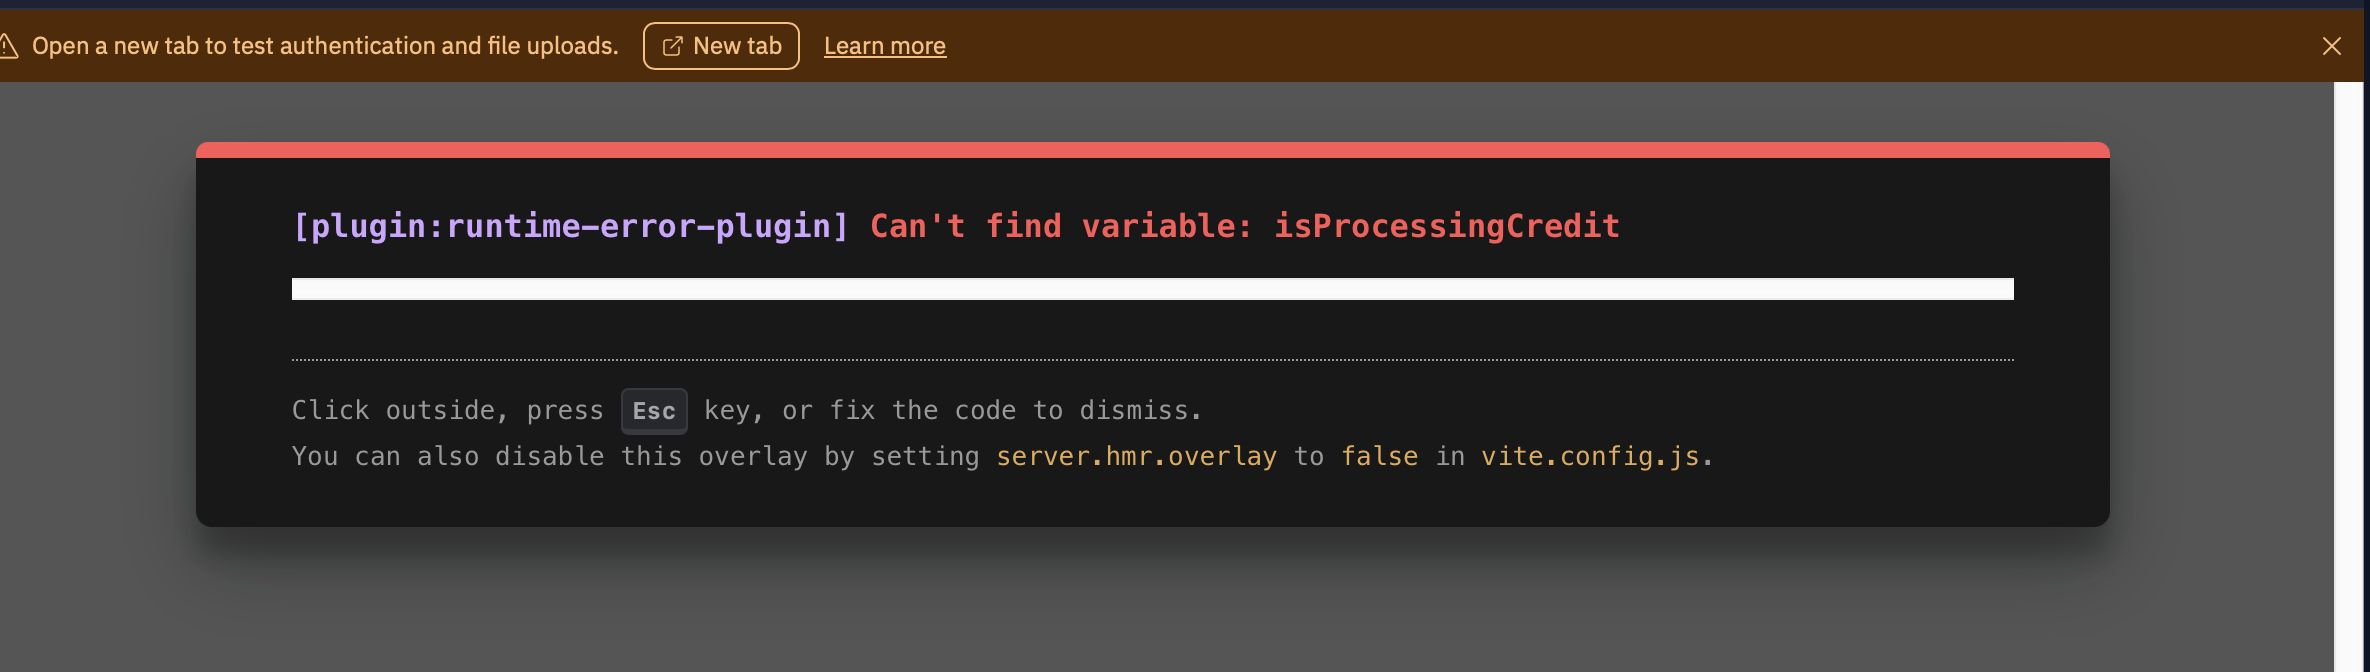 Open a new tab to test authentication and file uploads. New tab Learn more
[plugin:runtime-error-plugin] Can't find variable: isProcessingCredit
Click outside, press Esc key, or fix the code to dismiss.
You can also disable this overlay by setting server.hmr.overlay to false in vite.config.js.